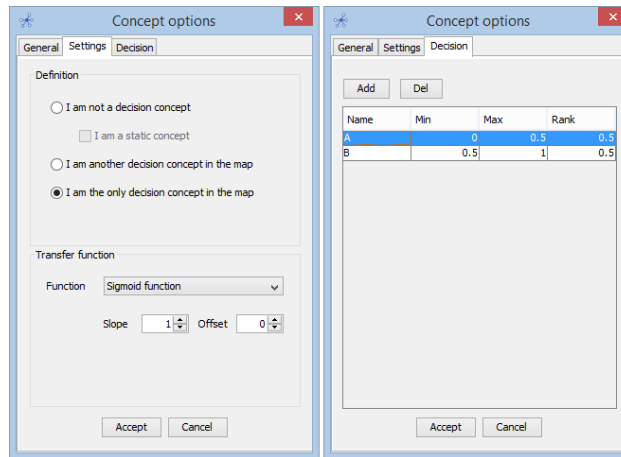 Concept options
General Settings Decision
Definition
I am not a decision concept
I am a static concept
I am another decision concept in the map
I am the only decision concept in the map
Transfer function
Function Sigmoid function
Slope 1 Offset 0
Accept Cancel
Concept options
General Settings Decision
Add Del
Name Min Max Rank
A 0 0.5 0.5
B 0.5 1 0.5
Accept Cancel